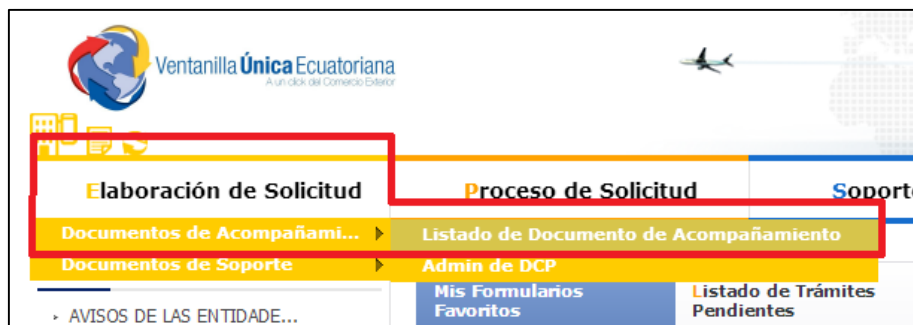 Ventanilla Única Ecuatoriana
A un click del Comercio Exterior
Elaboración de Solicitud
Proceso de Solicitud
Soporte
Documentos de Acompañami...
Listado de Documento de Acompañamiento
Documentos de Soporte
Admin de DCP
Mis Formularios
Favoritos
Listado de Trámites
Pendientes
AVISOS DE LAS ENTIDADE...